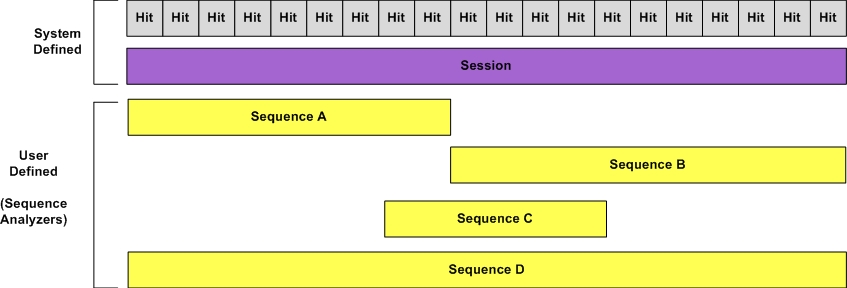 Hit Hit Hit Hit Hit Hit Hit Hit Hit Hit Hit Hit Hit Hit Hit Hit Hit Hit Hit Hit
System
Defined
Session
Sequence A
User
Defined
Sequence B
(Sequence
Analyzers)
Sequence C
Sequence D